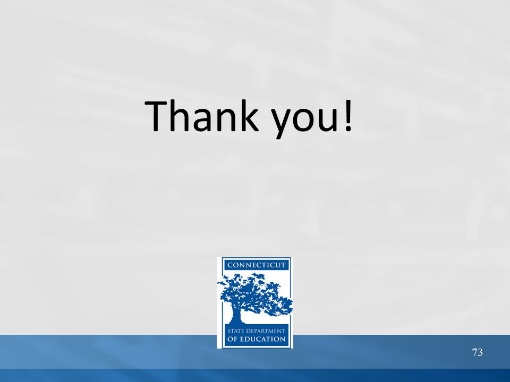 Thank you!
CONNECTICUT
STATE DEPARTMENT
OF EDUCATION
73